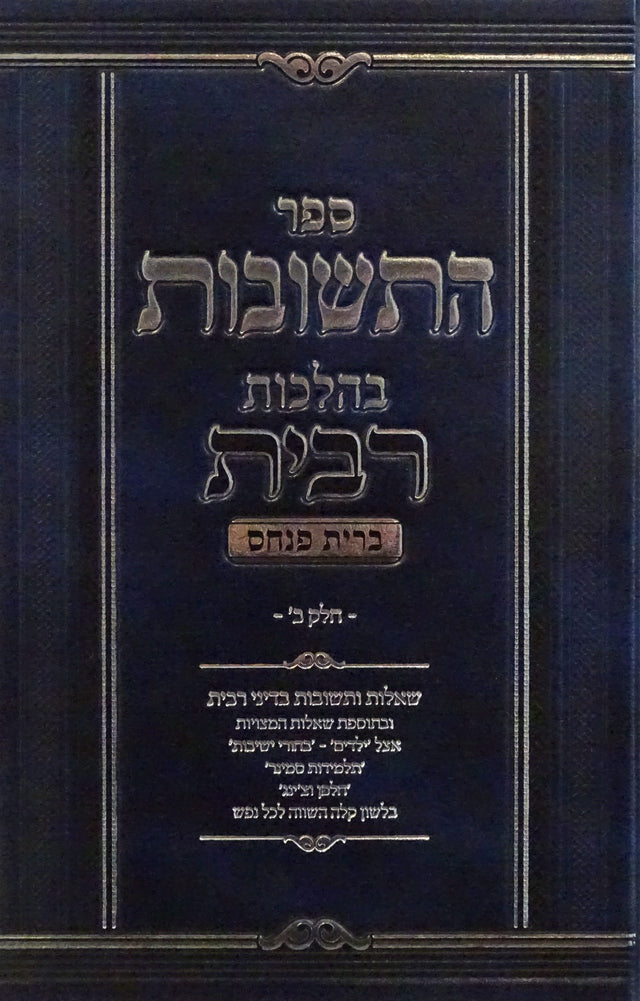 ספר
התשובות
בהלכות
רבית
ברית פנחס
- חלק ב' -
שאלות ותשובות בדיני רבית
ובתוספת שאלות המצויות
אצל 'ילדים' - 'בחורי ישיבות'
'תלמידות סמינר'
'חלפן וצ'ינג'
בלשון קלה השווה לכל נפש